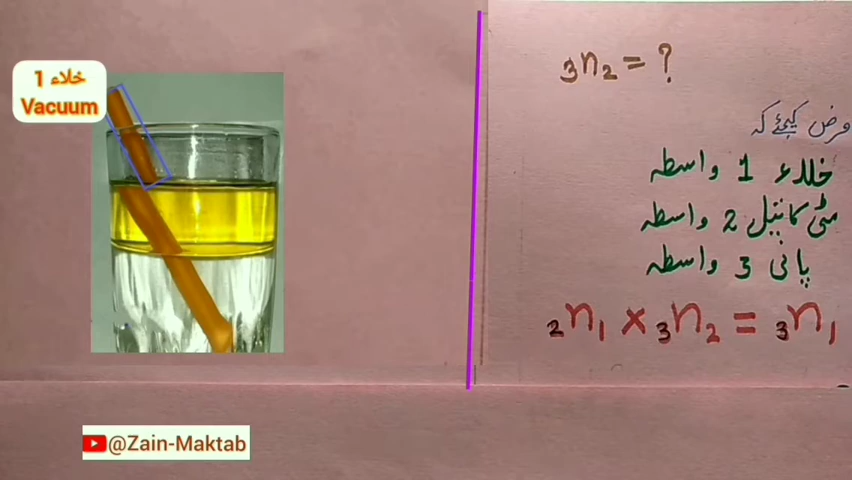 خلاء 1
Vacuum
₃n₂ = ?
فرض کیجئے کہ
خلاء 1 واسطہ
مٹی کا تیل 2 واسطہ
پانی 3 واسطہ
₂n₁ × ₃n₂ = ₃n₁
@Zain-Maktab